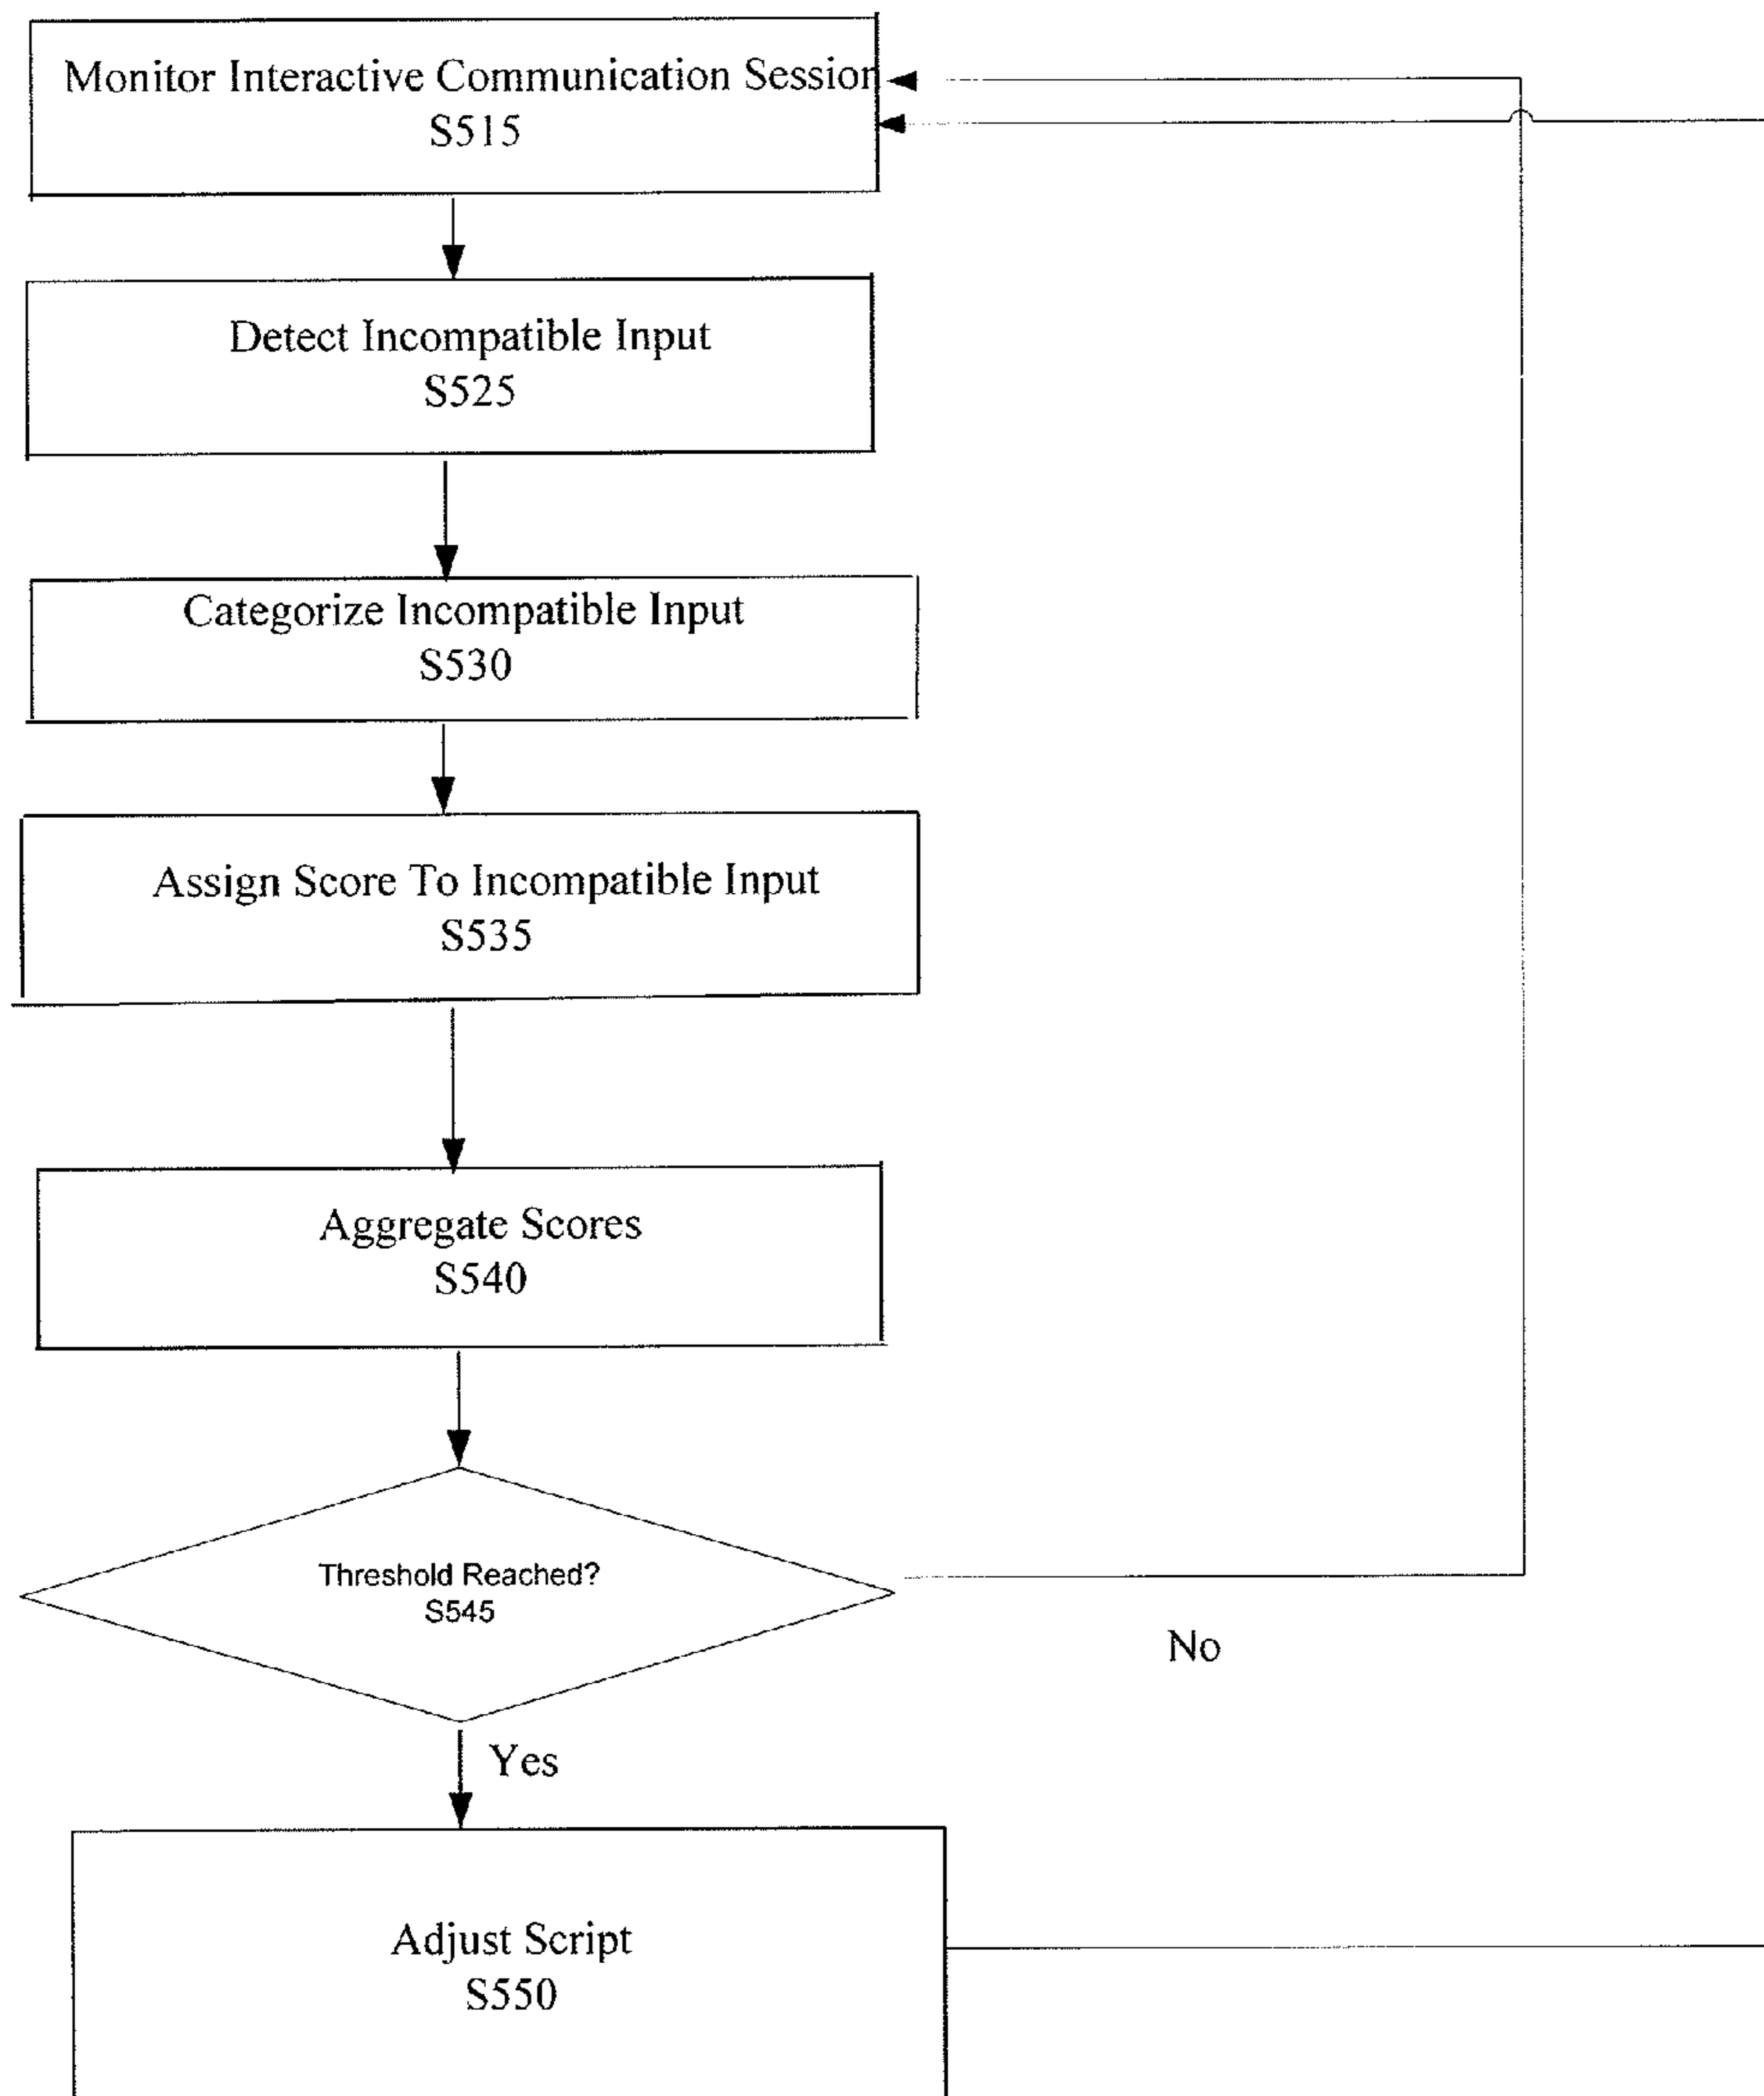 Monitor Interactive Communication Session
S515
Detect Incompatible Input
S525
Categorize Incompatible Input
S530
Assign Score To Incompatible Input
S535
Aggregate Scores
S540
Threshold Reached?
S545
No
Yes
Adjust Script
S550